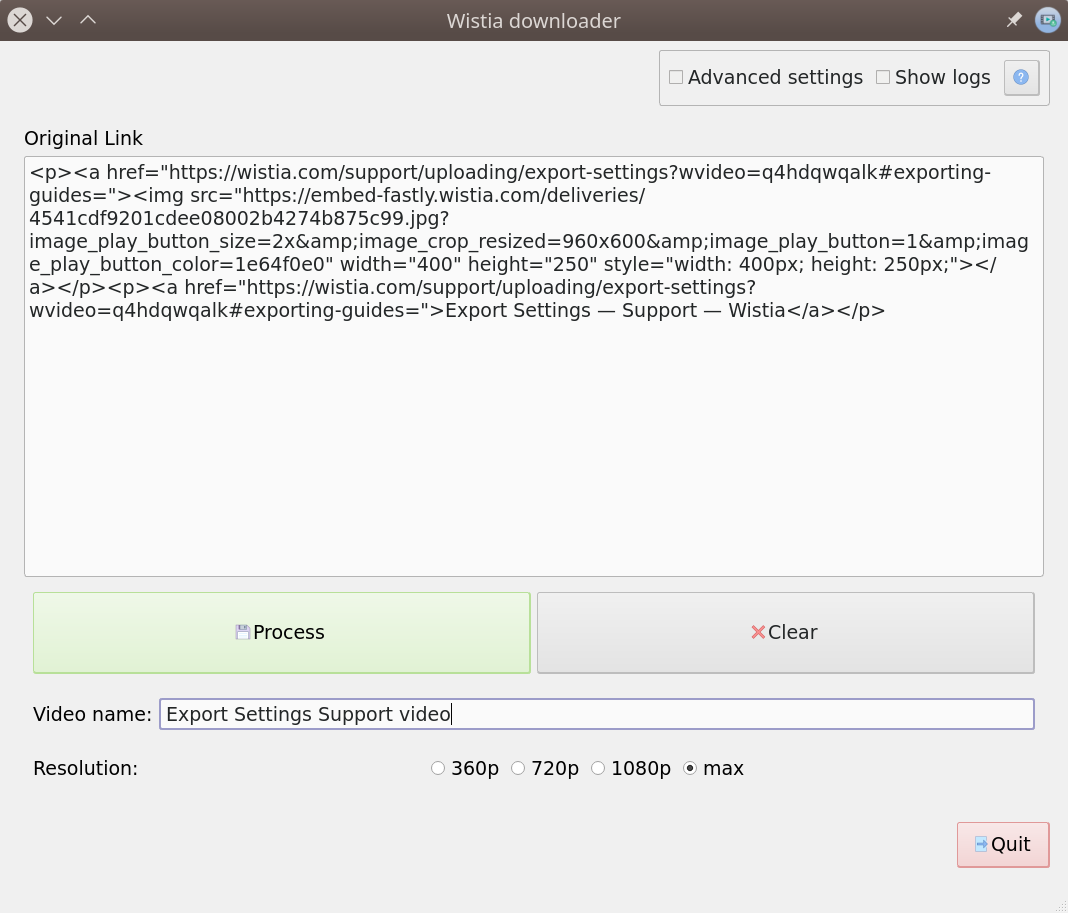 Wistia downloader
Advanced settings Show logs ?
Original Link
<p><a href="https://wistia.com/support/uploading/export-settings?wvideo=q4hdqwqalk#exporting-
guides="><img src="https://embed-fastly.wistia.com/deliveries/
4541cdf9201cdee08002b4274b875c99.jpg?
image_play_button_size=2x&amp;image_crop_resized=960x600&amp;image_play_button=1&amp;imag
e_play_button_color=1e64f0e0" width="400" height="250" style="width: 400px; height: 250px;"></
a></p><p><a href="https://wistia.com/support/uploading/export-settings?
wvideo=q4hdqwqalk#exporting-guides=">Export Settings — Support — Wistia</a></p>
Process Clear
Video name: Export Settings Support video
Resolution: 360p 720p 1080p max
Quit